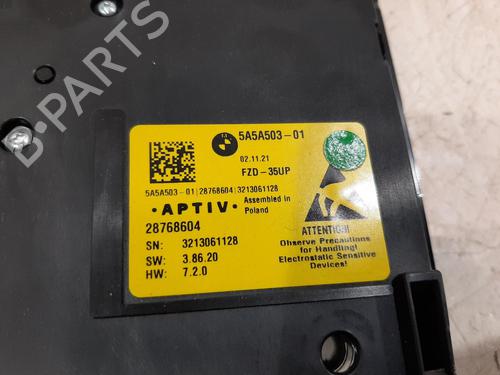 5A5A503-01
02.11.21
FZD-35UP
5A5A503-01|28768604|3213061128
• APTIV •
Assembled in
Poland
28768604
SN: 3213061128
SW: 3.86.20
HW: 7.2.0
ATTENTION!
Observe Precautions
for Handling!
Electrostatic Sensitive
Devices!
B-PARTS